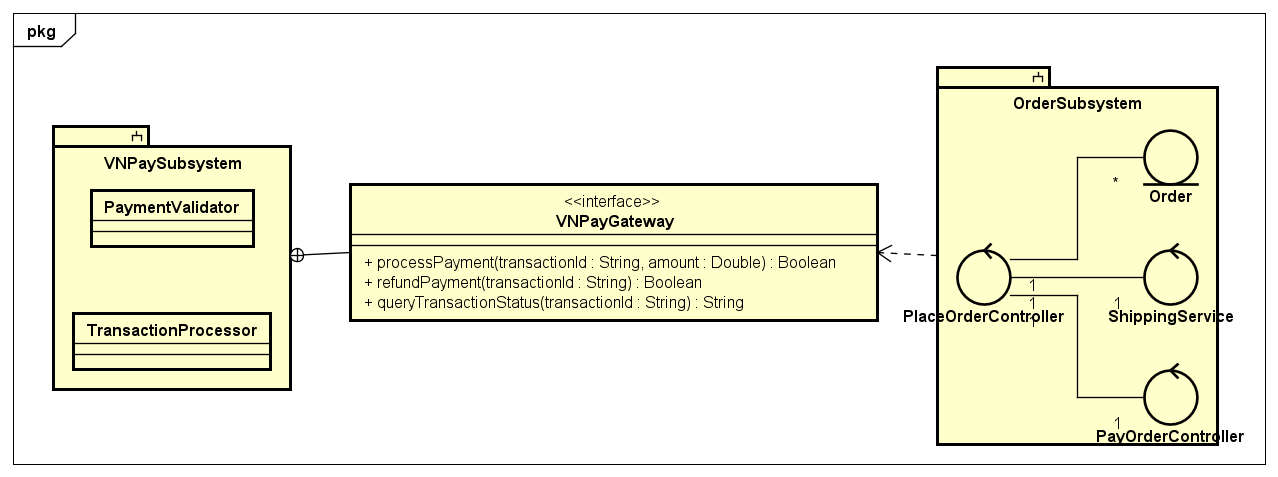 pkg
VNPaySubsystem
PaymentValidator
TransactionProcessor
<<interface>>
VNPayGateway
+ processPayment(transactionId : String, amount : Double) : Boolean
+ refundPayment(transactionId : String) : Boolean
+ queryTransactionStatus(transactionId : String) : String
OrderSubsystem
*
Order
1
1
1
1
PlaceOrderController
ShippingService
1
PayOrderController